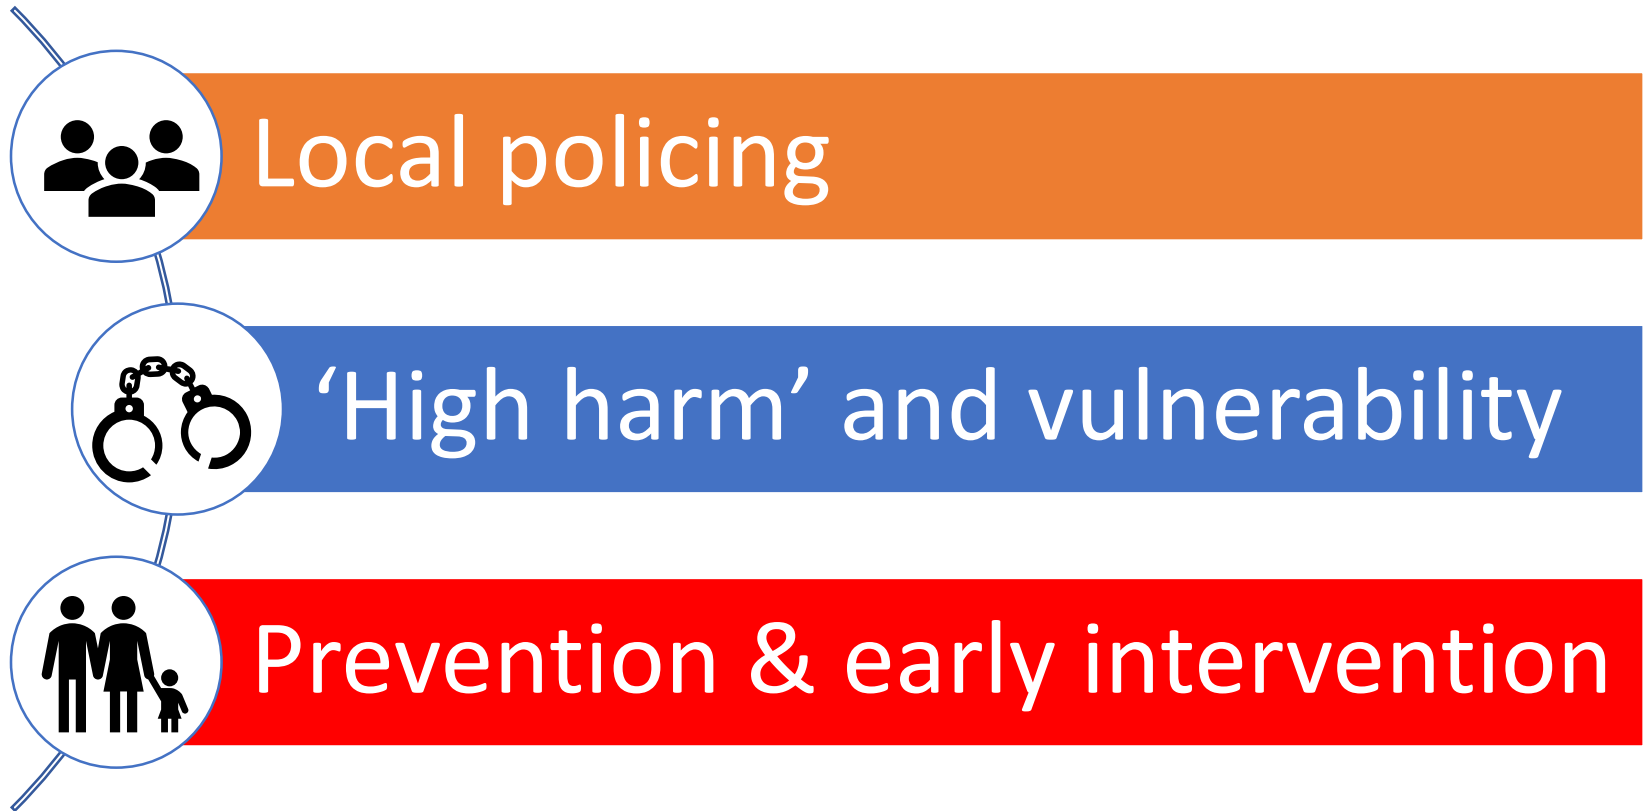 Local policing
‘High harm’ and vulnerability
Prevention & early intervention